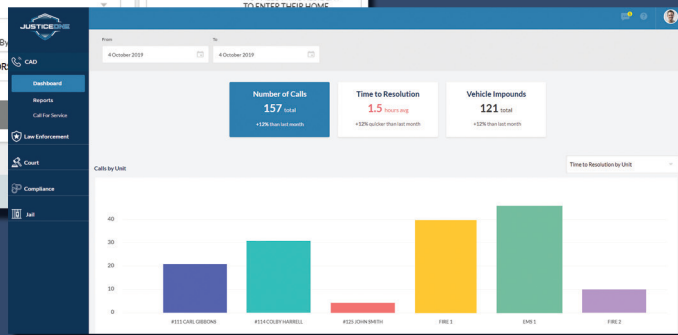 TO ENTER THEIR HOME
JUSTICEONE
By
CAD
Dashboard
Reports
Call For Service
Law Enforcement
Court
Compliance
Jail
From
To
4 October 2019
4 October 2019
Number of Calls
157 total
+12% than last month
Time to Resolution
1.5 hours avg
+12% quicker than last month
Vehicle Impounds
121 total
+12% than last month
Calls by Unit
Time to Resolution by Unit
40
30
20
10
0
#111 CARL GIBBONS
#114 COLBY HARRELL
#125 JOHN SMITH
FIRE 1
EMS 1
FIRE 2